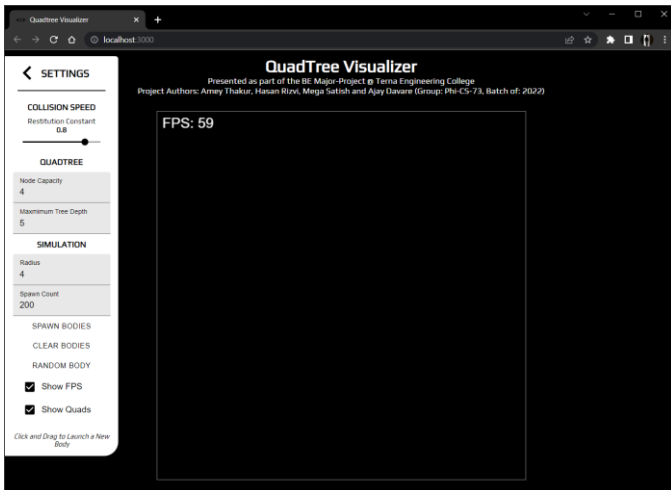 Quadtree Visualizer
localhost:3000
SETTINGS
QuadTree Visualizer
Presented as part of the BE Major-Project @ Terna Engineering College
Project Authors: Amey Thakur, Hasan Rizvi, Mega Satish and Ajay Davare (Group: Phi-CS-73, Batch of: 2022)
COLLISION SPEED
Restitution Constant
0.8
FPS: 59
QUADTREE
Node Capacity
4
Maxmimum Tree Depth
5
SIMULATION
Radius
4
Spawn Count
200
SPAWN BODIES
CLEAR BODIES
RANDOM BODY
Show FPS
Show Quads
Click and Drag to Launch a New
Body